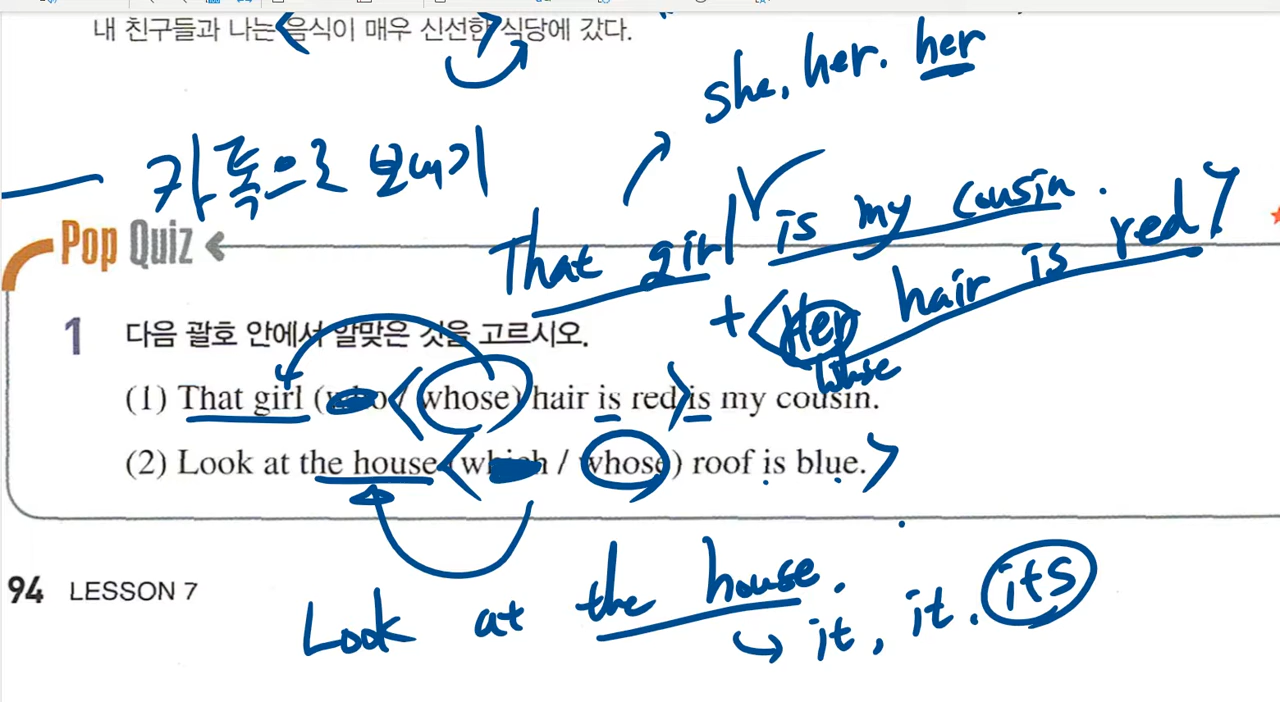 내 친구들과 나는 음식이 매우 신선한 식당에 갔다.
she, her. her
카톡으로 보내기
That girl is my cousin.
Pop Quiz
+ Her hair is red
whose
1 다음 괄호 안에서 알맞은 것을 고르시오.
(1) That girl (who / whose) hair is red is my cousin.
(2) Look at the house (which / whose) roof is blue.
Look at the house.
it, it. its
94 LESSON 7